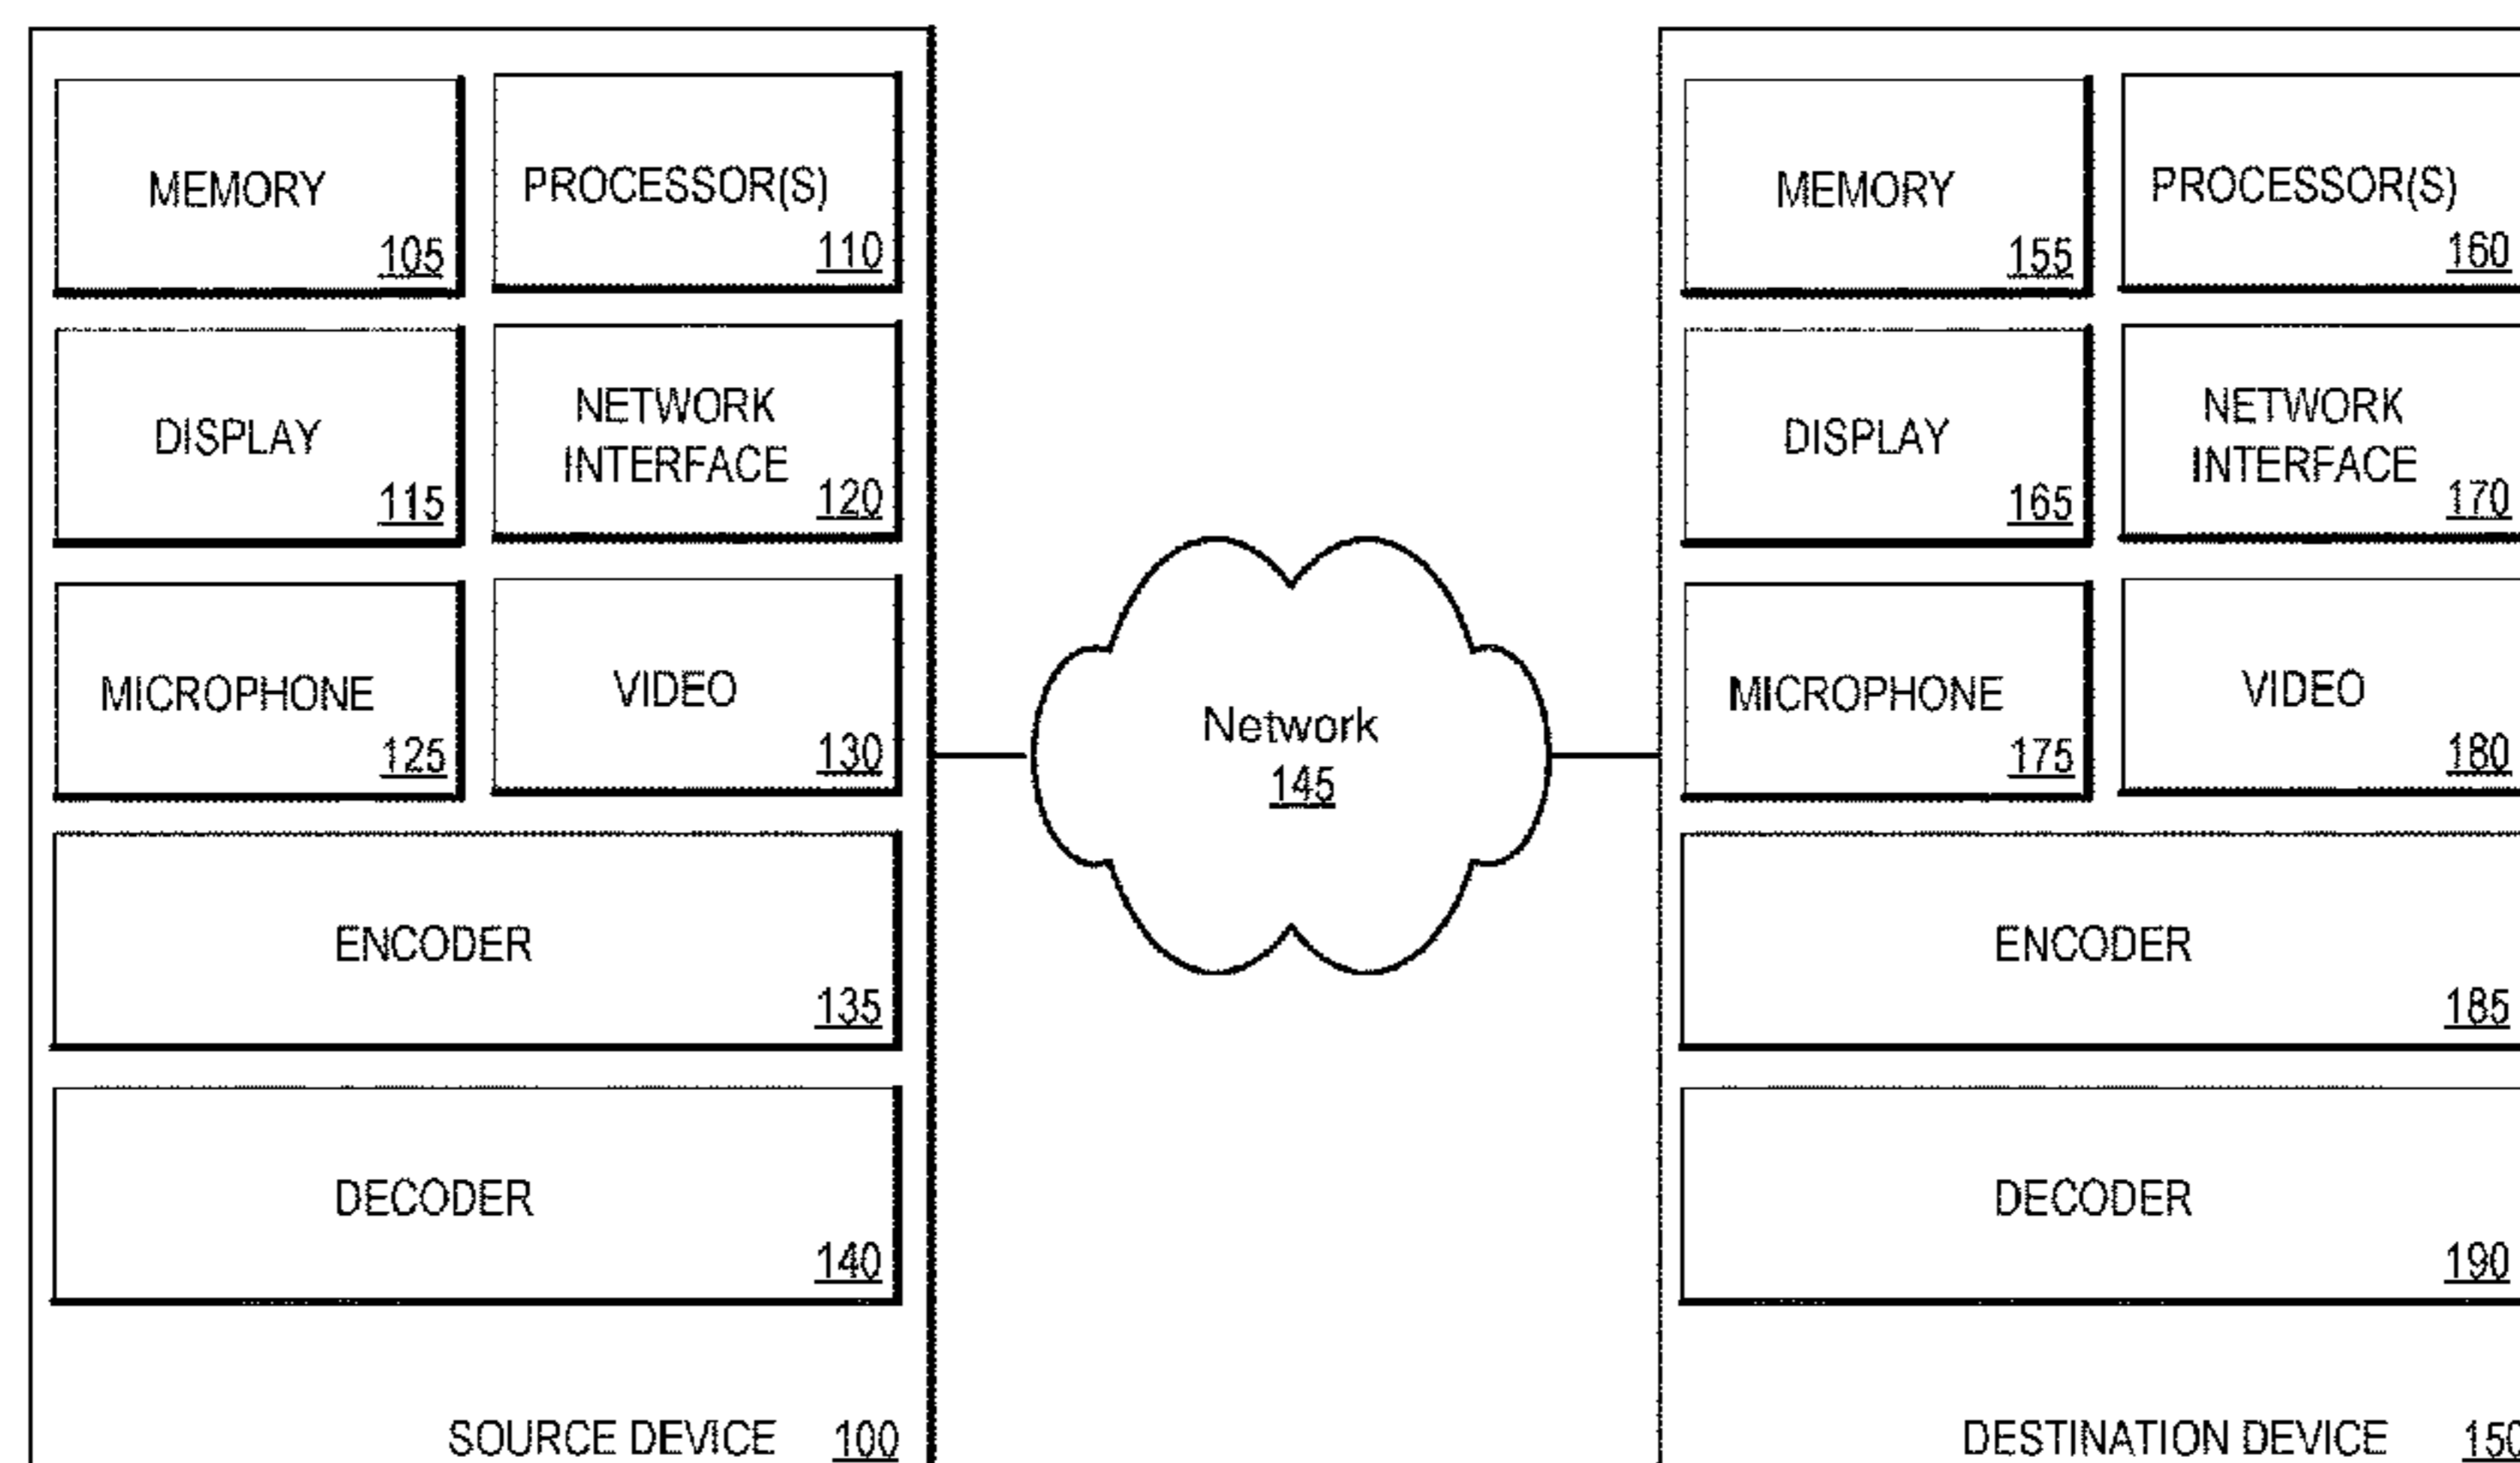 MEMORY
105
PROCESSOR(S)
110
DISPLAY
115
NETWORK
INTERFACE
120
MICROPHONE
125
VIDEO
130
ENCODER
135
DECODER
140
SOURCE DEVICE 100
Network
145
MEMORY
155
PROCESSOR(S)
160
DISPLAY
165
NETWORK
INTERFACE
170
MICROPHONE
175
VIDEO
180
ENCODER
185
DECODER
190
DESTINATION DEVICE 150